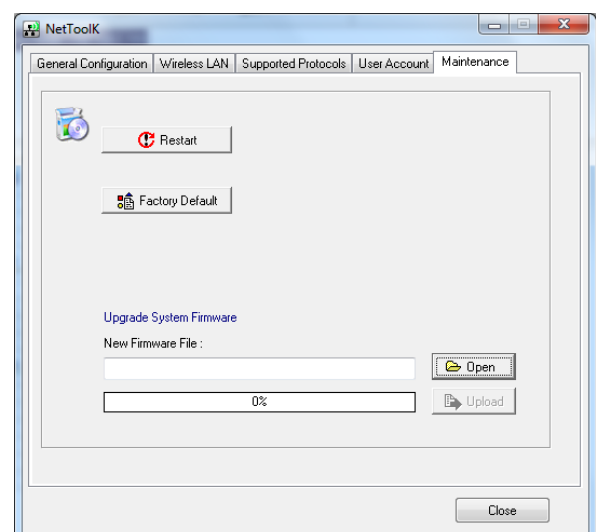 NetToolK
General Configuration Wireless LAN Supported Protocols User Account Maintenance
Restart
Factory Default
Upgrade System Firmware
New Firmware File :
Open
0%
Upload
Close